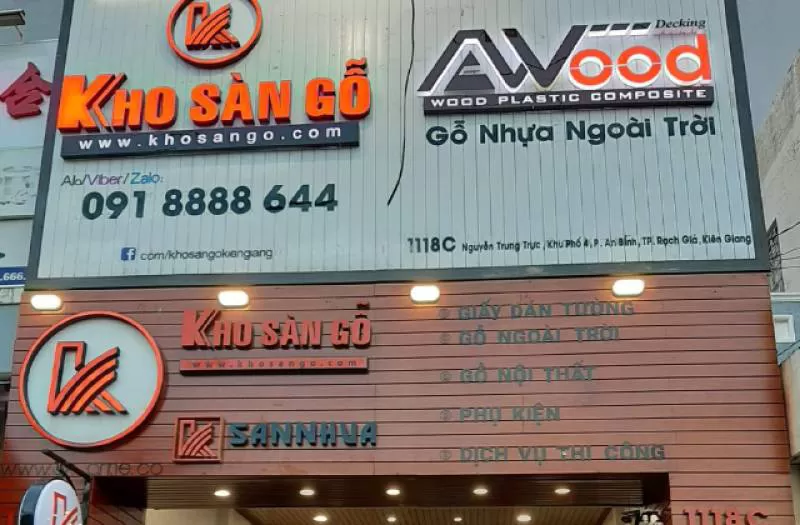 KHO SÀN GỖ
www.khosango.com
Alo/Viber/Zalo:
091 8888 644
com/khosangokiengiang
Decking
AWood
WOOD PLASTIC COMPOSITE
Gỗ Nhựa Ngoài Trời
1118C Nguyễn Trung Trực, Khu Phố 4, P. An Bình, TP. Rạch Giá, Kiên Giang
KHO SÀN GỖ
www.khosango.com
SANNHUA
GIẤY DÁN TƯỜNG
GỖ NGOÀI TRỜI
GỖ NỘI THẤT
PHỤ KIỆN
DỊCH VỤ THI CÔNG
1118C
.666.